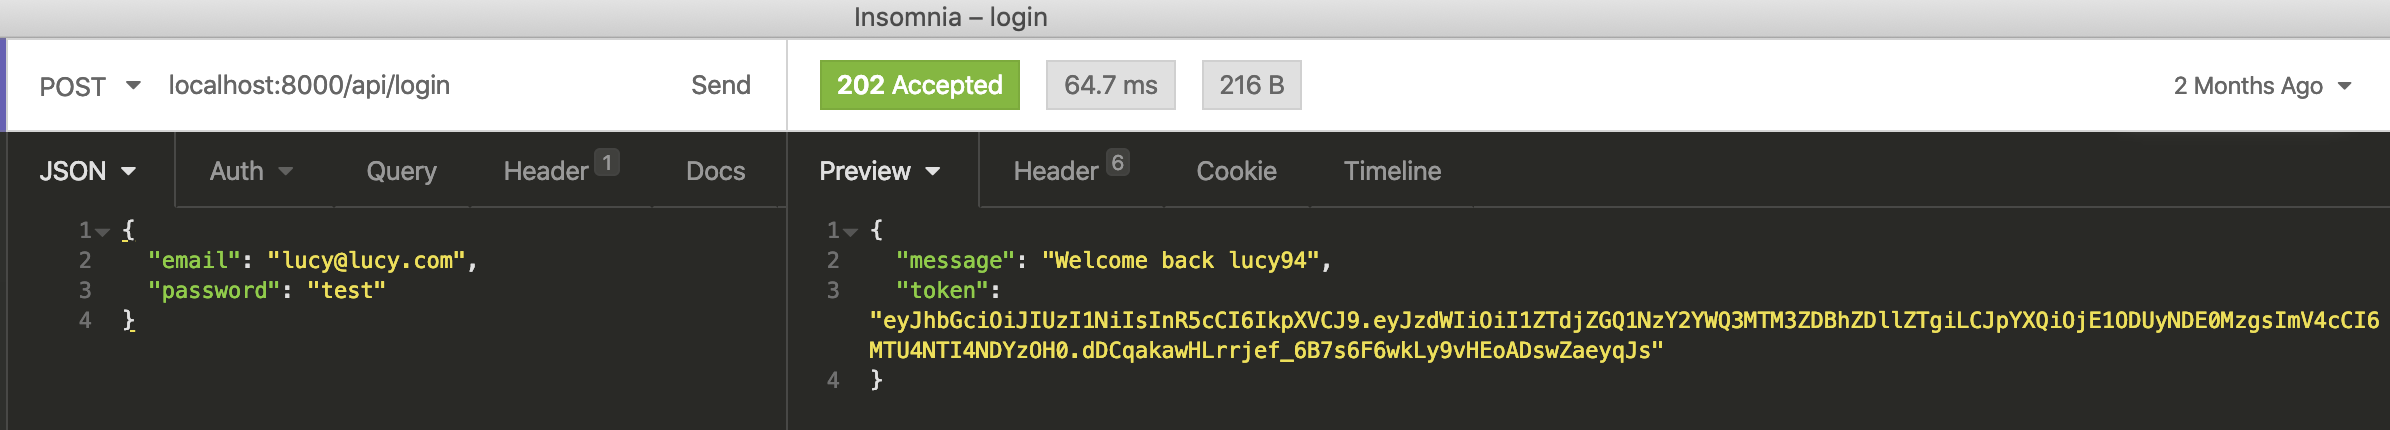 Insomnia – login
POST localhost:8000/api/login Send 202 Accepted 64.7 ms 216 B 2 Months Ago
JSON Auth Query Header 1 Docs
Preview Header 6 Cookie Timeline
1 {
2 "email": "lucy@lucy.com",
3 "password": "test"
4 }
1 {
2 "message": "Welcome back lucy94",
3 "token":
"eyJhbGciOiJIUzI1NiIsInR5cCI6IkpXVCJ9.eyJzdWIiOiI1ZTdjZGQ1NzY2YWQ3MTM3ZDBhZDllZTgiLCJpYXQiOjE1ODUyNDE0MzgsImV4cCI6
MTU4NTI4NDYzOH0.dDCqakawHLrrjef_6B7s6F6wkLy9vHEoADswZaeyqJs"
4 }